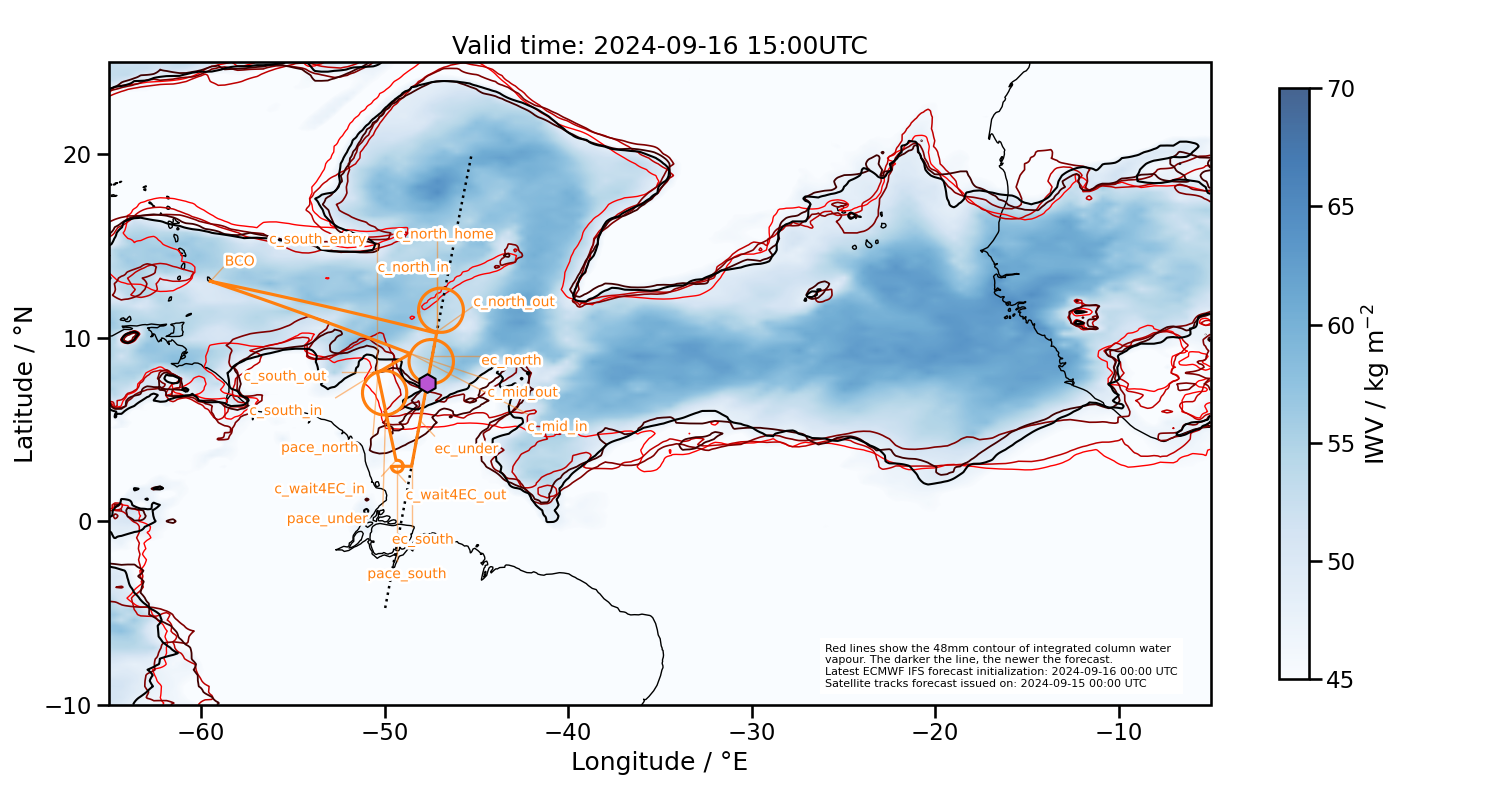 Valid time: 2024-09-16 15:00UTC
Latitude / °N
20
10
0
−10
−60
−50
−40
−30
−20
−10
Longitude / °E
c_south_entry
c_north_home
BCO
c_north_in
c_north_out
ec_north
c_south_out
c_mid_out
c_south_in
c_mid_in
pace_north
ec_under
c_wait4EC_in
c_wait4EC_out
pace_under
ec_south
pace_south
Red lines show the 48mm contour of integrated column water
vapour. The darker the line, the newer the forecast.
Latest ECMWF IFS forecast initialization: 2024-09-16 00:00 UTC
Satellite tracks forecast issued on: 2024-09-15 00:00 UTC
70
65
60
55
50
45
IWV / kg m⁻²